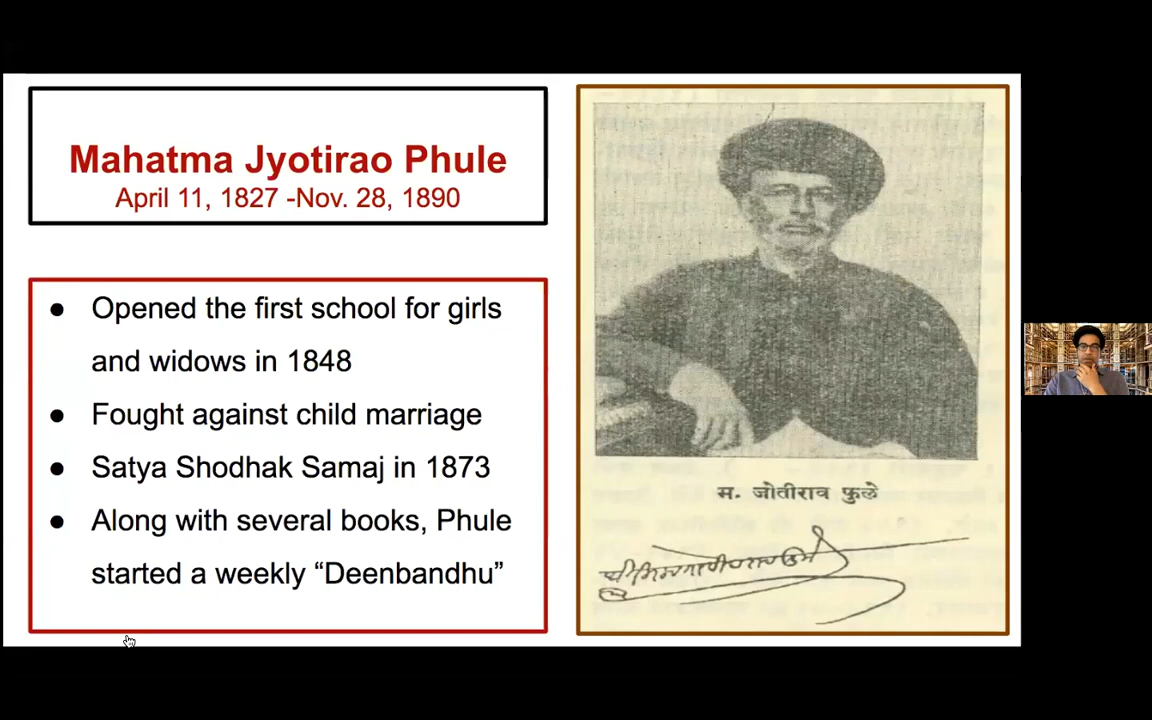 Mahatma Jyotirao Phule
April 11, 1827 -Nov. 28, 1890
● Opened the first school for girls
and widows in 1848
● Fought against child marriage
● Satya Shodhak Samaj in 1873
● Along with several books, Phule
started a weekly “Deenbandhu”
म. जोतीराव फुले